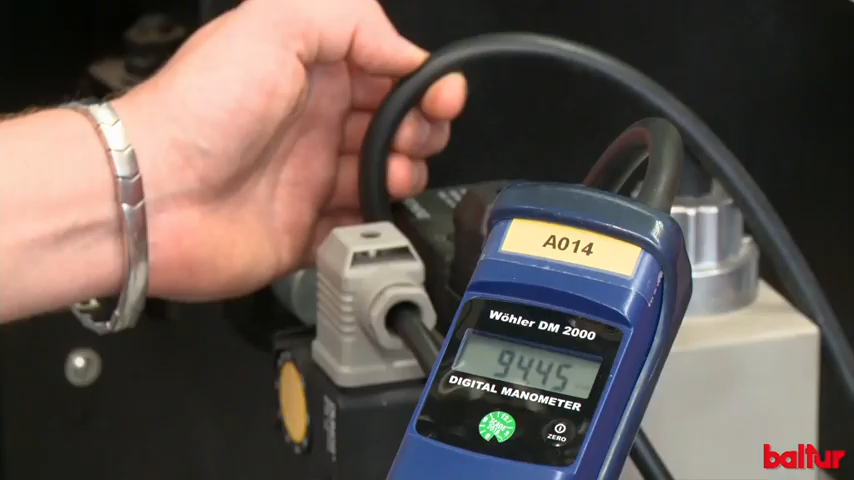 A014
Wöhler DM 2000
9445
DIGITAL MANOMETER
ZERO
baltur